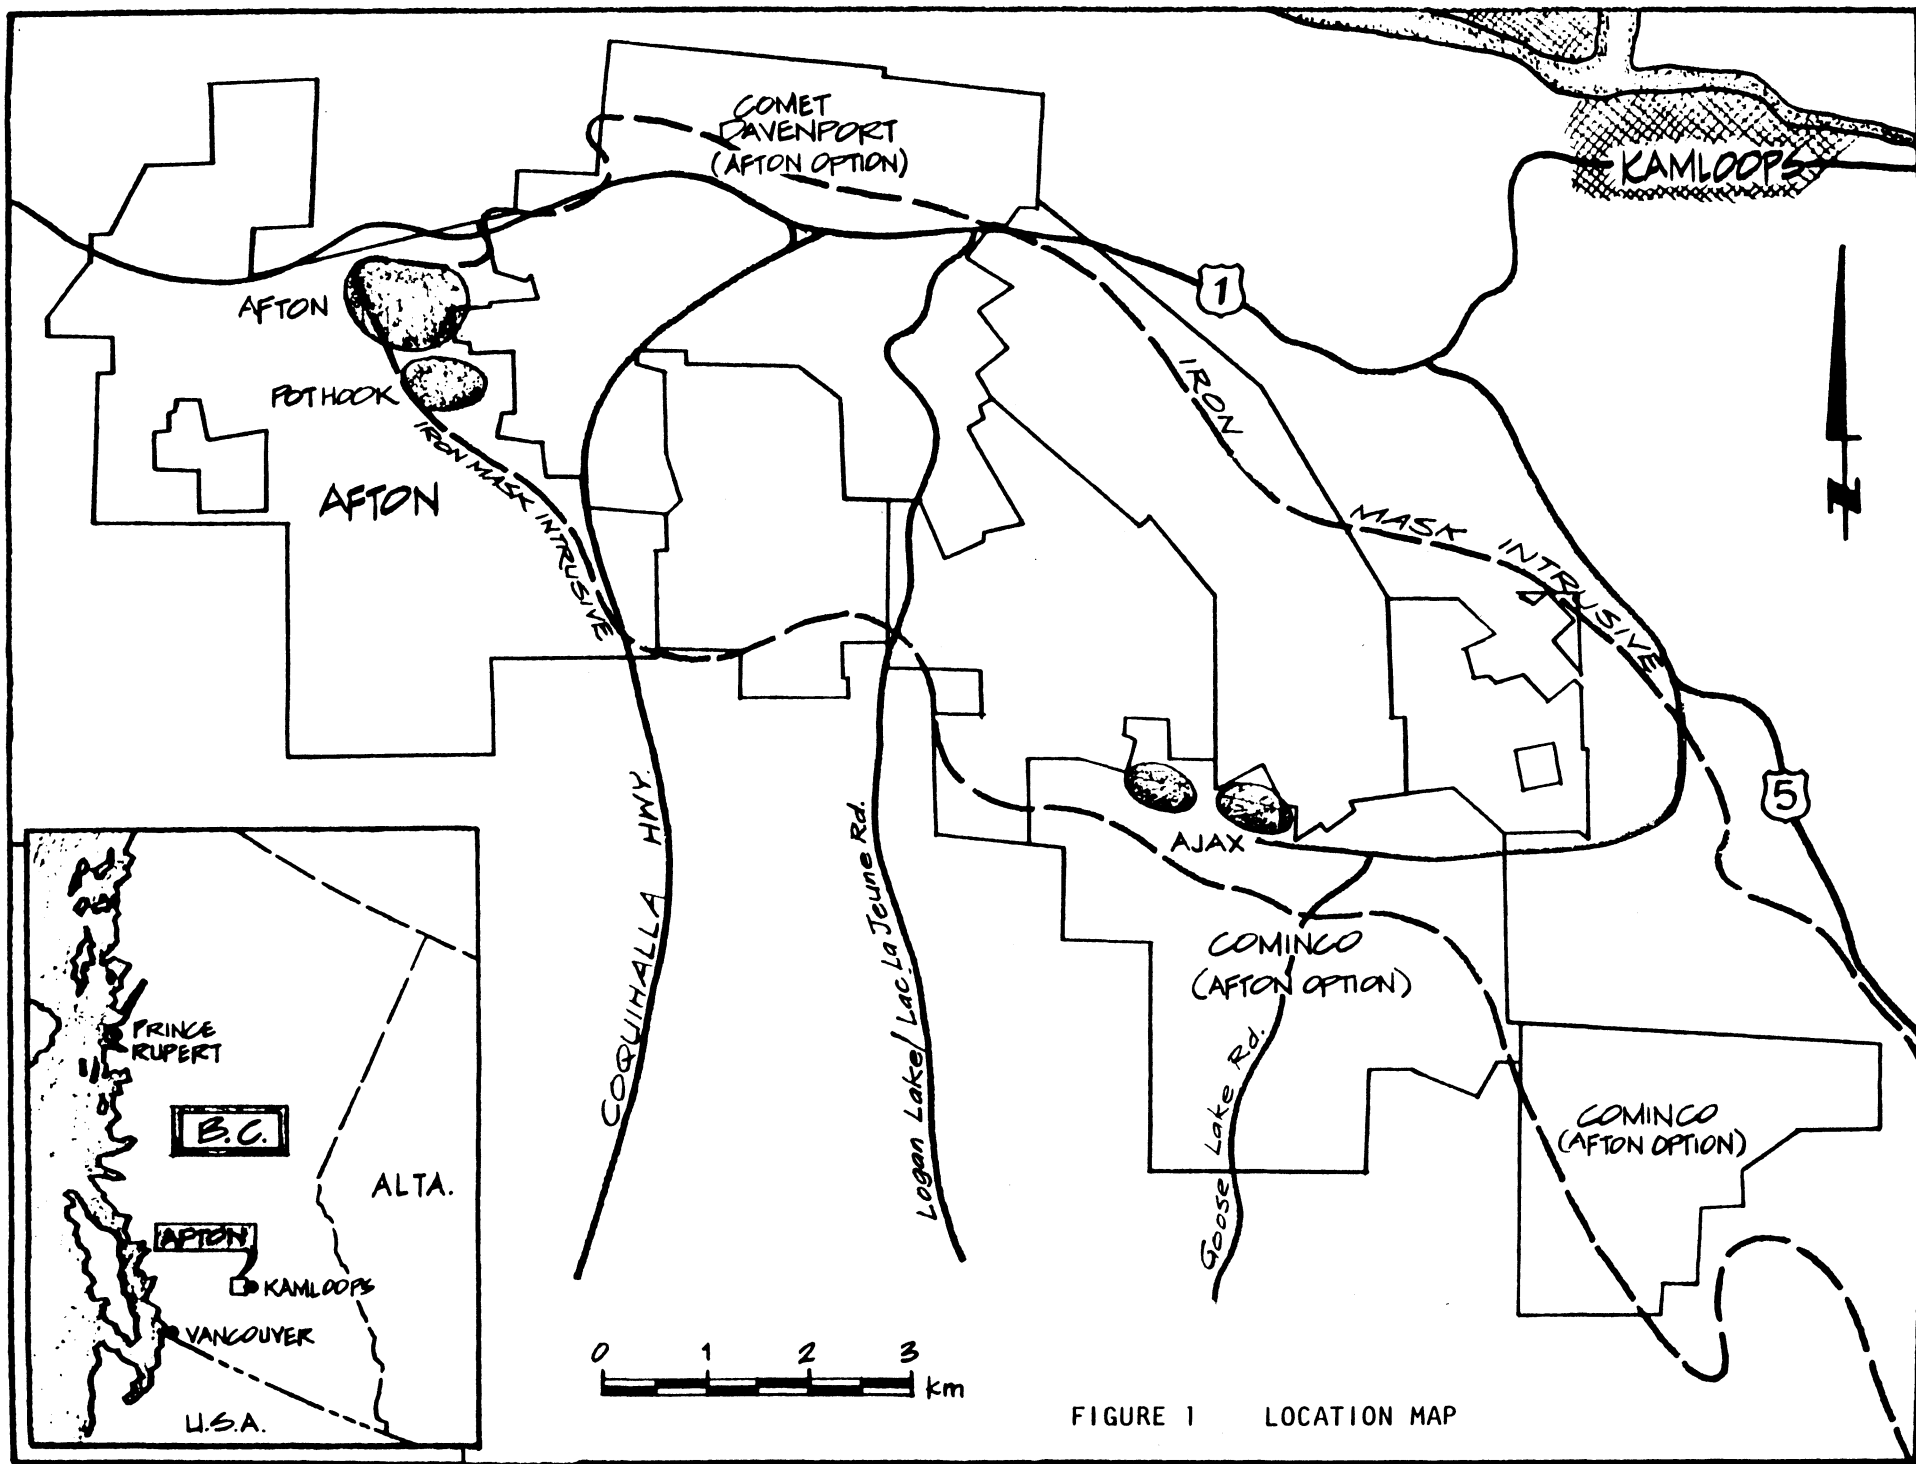 COMET
DAVENPORT
(AFTON OPTION)
KAMLOOPS
1
AFTON
POTHOOK
IRON MASK INTRUSIVE
AFTON
IRON
MASK INTRUSIVE
N
5
AJAX
COQUIHALLA HWY.
Logan Lake/Lac La Jeune Rd.
COMINCO
(AFTON OPTION)
Goose Lake Rd.
COMINCO
(AFTON OPTION)
PRINCE
RUPERT
B.C.
ALTA.
AFTON
KAMLOOPS
VANCOUVER
U.S.A.
0 1 2 3
km
FIGURE 1 LOCATION MAP